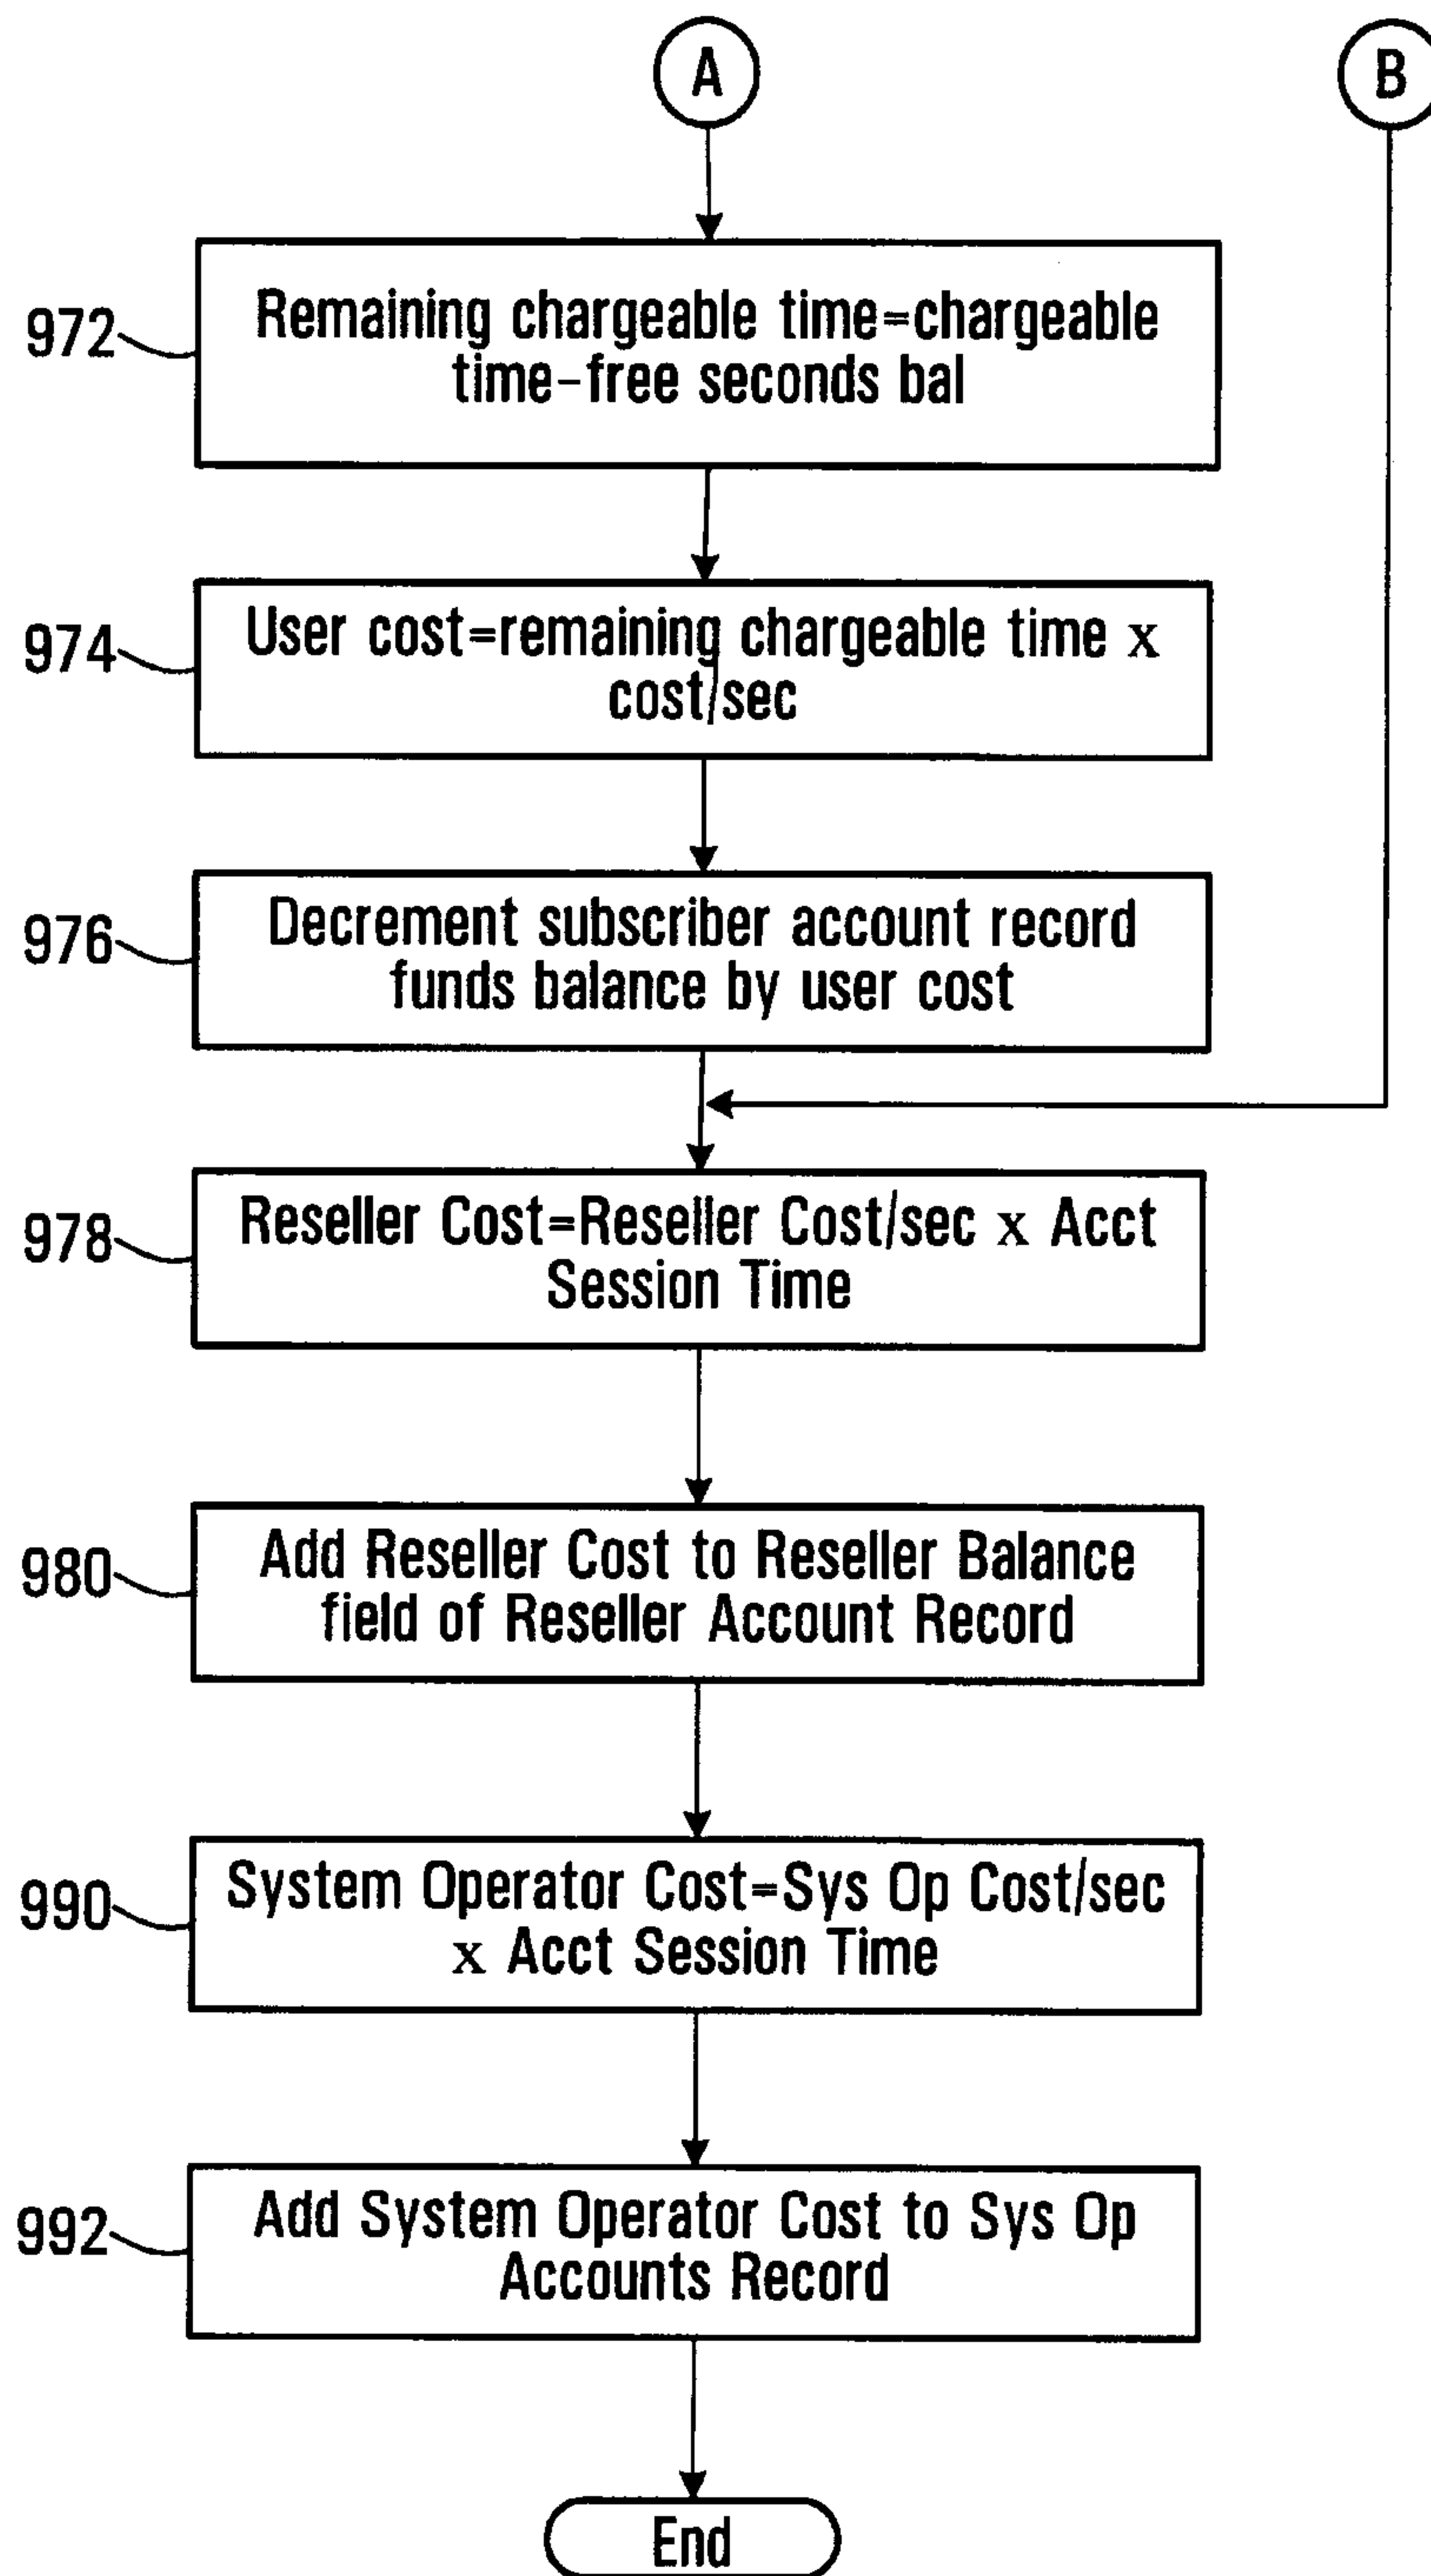 A
B
972
Remaining chargeable time=chargeable
time-free seconds bal
974
User cost=remaining chargeable time x
cost/sec
976
Decrement subscriber account record
funds balance by user cost
978
Reseller Cost=Reseller Cost/sec x Acct
Session Time
980
Add Reseller Cost to Reseller Balance
field of Reseller Account Record
990
System Operator Cost=Sys Op Cost/sec
x Acct Session Time
992
Add System Operator Cost to Sys Op
Accounts Record
End